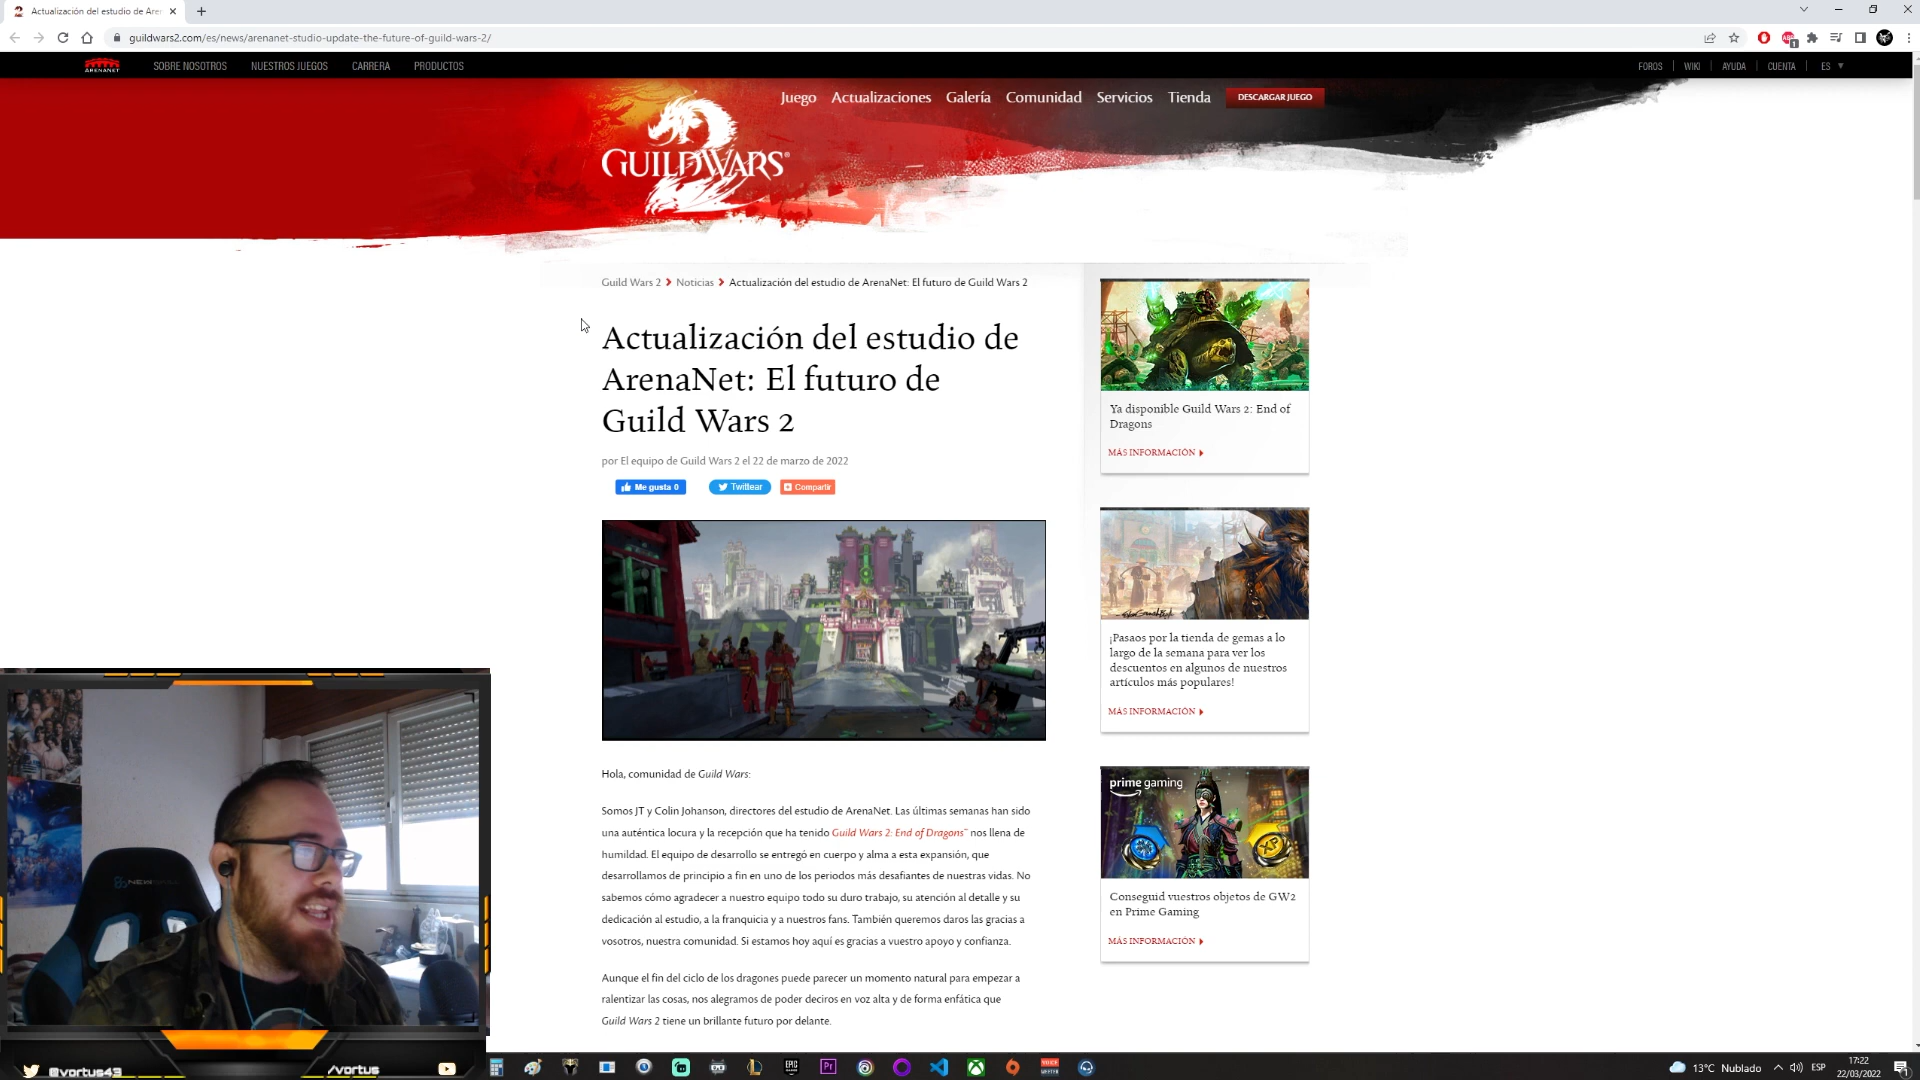 Actualización del estudio de Are
guildwars2.com/es/news/arenanet-studio-update-the-future-of-guild-wars-2/
ARENANET
SOBRE NOSOTROS
NUESTROS JUEGOS
CARRERA
PRODUCTOS
FOROS
WIKI
AYUDA
CUENTA
ES
Juego
Actualizaciones
Galería
Comunidad
Servicios
Tienda
DESCARGAR JUEGO
GUILD WARS 2
Guild Wars 2 > Noticias > Actualización del estudio de ArenaNet: El futuro de Guild Wars 2
Actualización del estudio de
ArenaNet: El futuro de
Guild Wars 2
por El equipo de Guild Wars 2 el 22 de marzo de 2022
Me gusta 0
Twittear
Compartir
Hola, comunidad de Guild Wars:
Somos JT y Colin Johanson, directores del estudio de ArenaNet. Las últimas semanas han sido
una auténtica locura y la recepción que ha tenido Guild Wars 2: End of Dragons™ nos llena de
humildad. El equipo de desarrollo se entregó en cuerpo y alma a esta expansión, que
desarrollamos de principio a fin en uno de los periodos más desafiantes de nuestras vidas. No
sabemos cómo agradecer a nuestro equipo todo su duro trabajo, su atención al detalle y su
dedicación al estudio, a la franquicia y a nuestros fans. También queremos daros las gracias a
vosotros, nuestra comunidad. Si estamos hoy aquí es gracias a vuestro apoyo y confianza.
Aunque el fin del ciclo de los dragones puede parecer un momento natural para empezar a
ralentizar las cosas, nos alegramos de poder deciros en voz alta y de forma enfática que
Guild Wars 2 tiene un brillante futuro por delante.
Ya disponible Guild Wars 2: End of
Dragons
MÁS INFORMACIÓN
¡Pasaos por la tienda de gemas a lo
largo de la semana para ver los
descuentos en algunos de nuestros
artículos más populares!
MÁS INFORMACIÓN
prime gaming
XP
Conseguid vuestros objetos de GW2
en Prime Gaming
MÁS INFORMACIÓN
@vortus43
/vortus
EPIC
Pr
13°C Nublado
ESP
17:22
22/03/2022